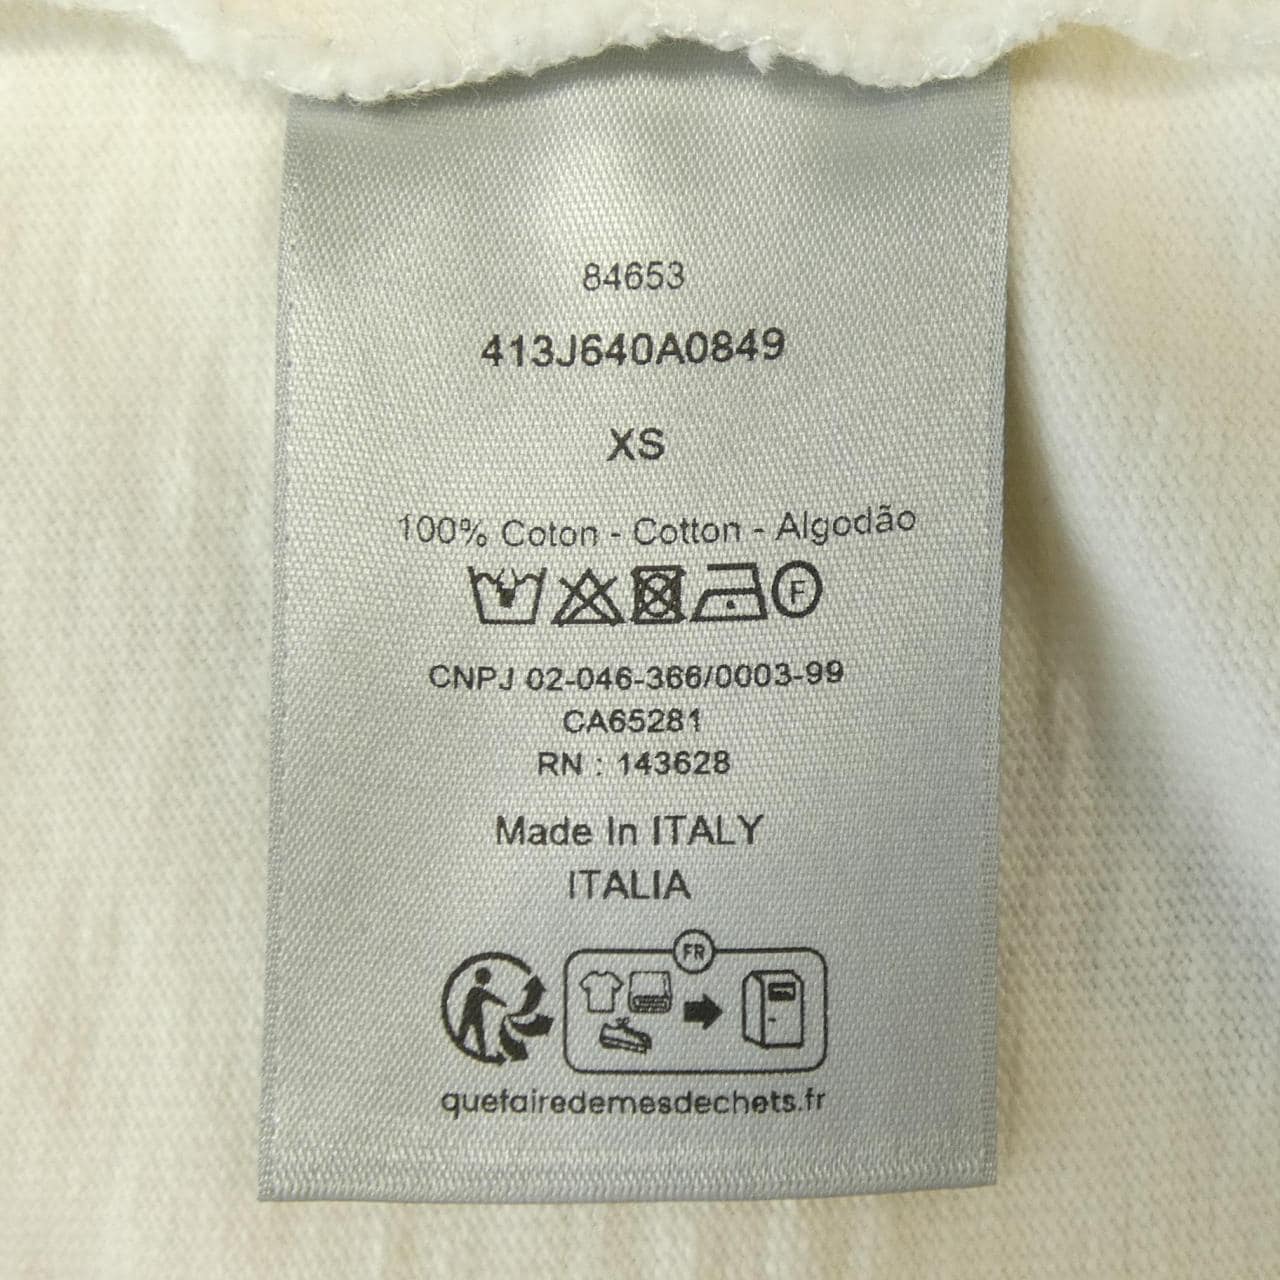 84653
413J640A0849
XS
100% Coton - Cotton - Algodão
F
CNPJ 02-046-366/0003-99
CA65281
RN : 143628
Made In ITALY
ITALIA
FR
quefairedemesdechets.fr